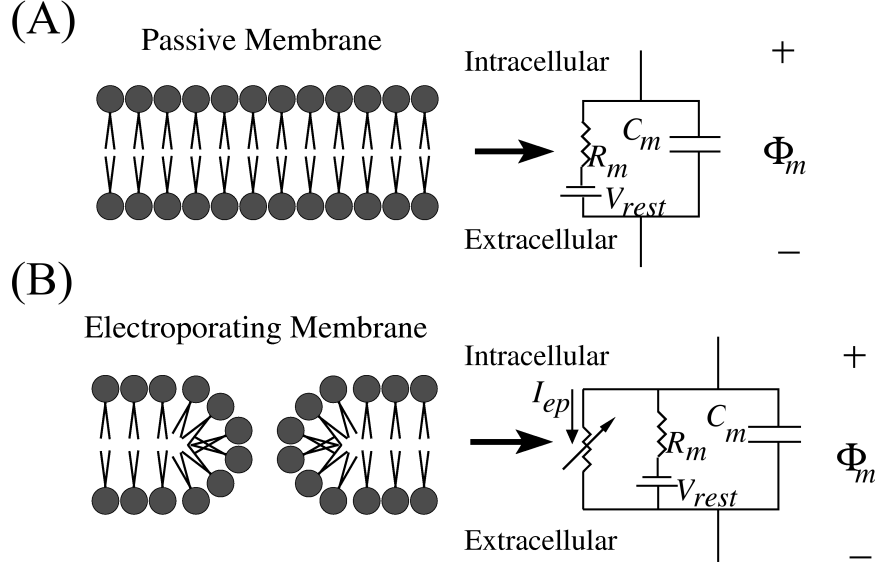 (A)
Passive Membrane
Intracellular
+
C_m
R_m
Φ_m
V_rest
Extracellular
−
(B)
Electroporating Membrane
Intracellular
+
I_ep
C_m
R_m
Φ_m
V_rest
Extracellular
−